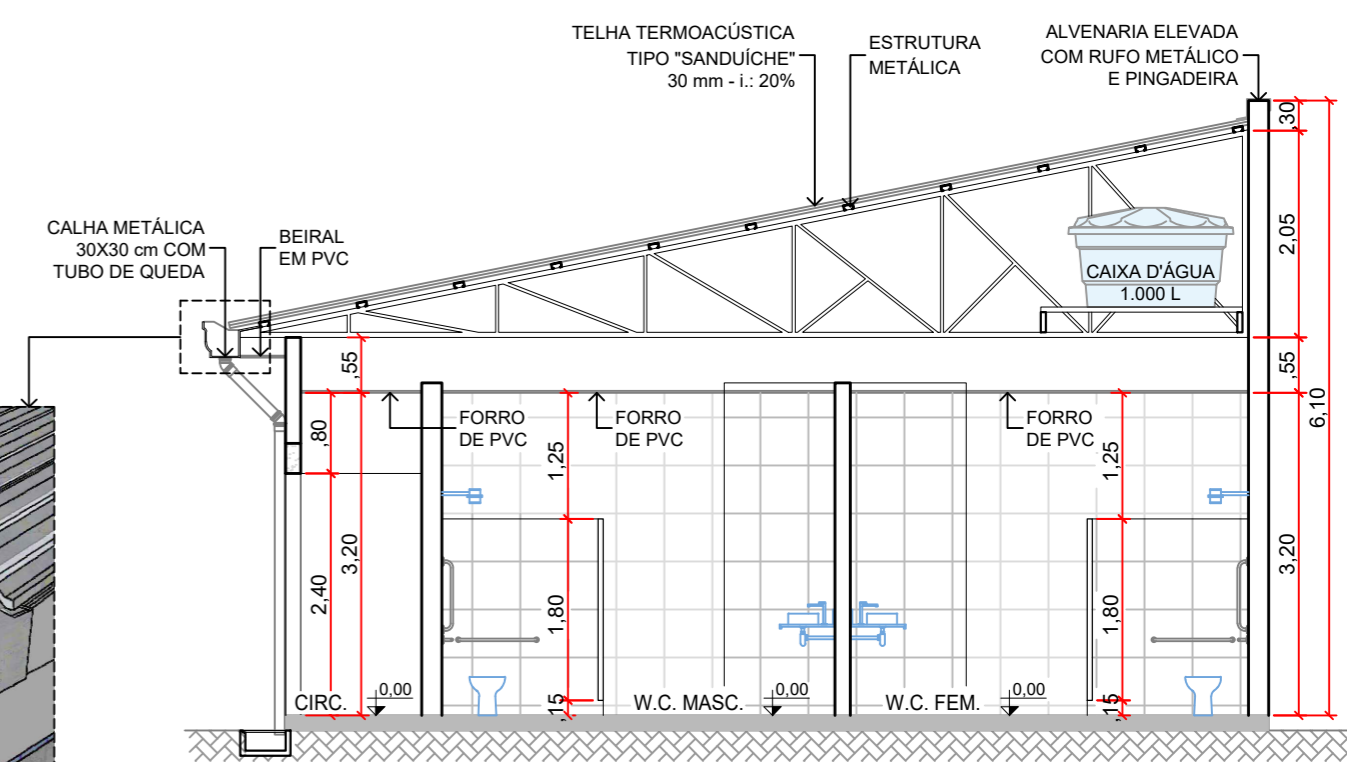 TELHA TERMOACÚSTICA
TIPO "SANDUÍCHE"
30 mm - i.: 20%
ESTRUTURA
METÁLICA
ALVENARIA ELEVADA
COM RUFO METÁLICO
E PINGADEIRA
CALHA METÁLICA
30X30 cm COM
TUBO DE QUEDA
BEIRAL
EM PVC
CAIXA D'ÁGUA
1.000 L
,30
2,05
,55
6,10
3,20
,55
,80
3,20
2,40
FORRO
DE PVC
FORRO
DE PVC
FORRO
DE PVC
1,25
1,80
,15
1,25
1,80
,15
CIRC.
0,00
W.C. MASC.
0,00
W.C. FEM.
0,00